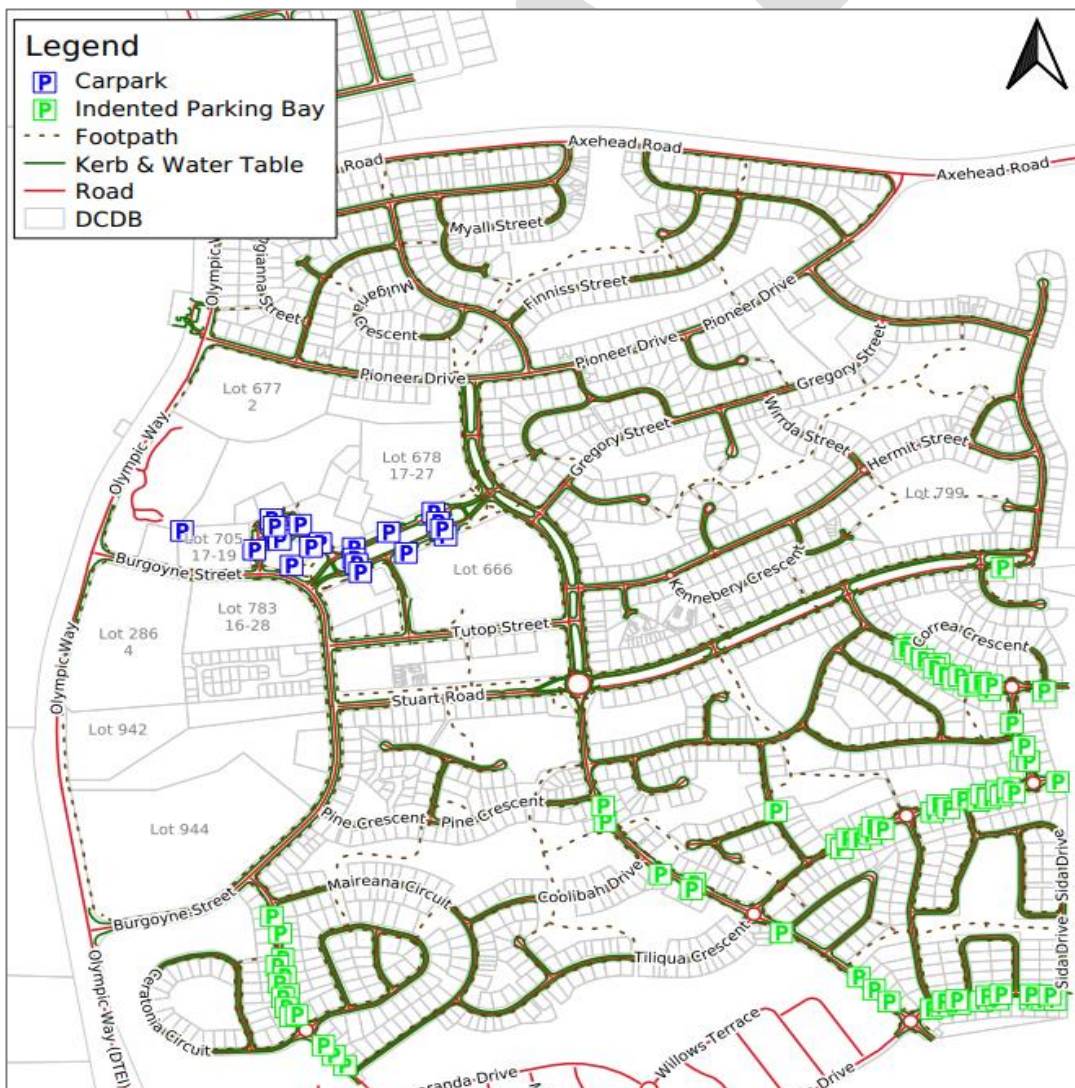 Legend
P Carpark
P Indented Parking Bay
Footpath
Kerb & Water Table
Road
DCDB
Axehead Road
Road
Axehead Road
Myall Street
Olympic
Street
Finniss Street
Mulgana
Crescent
Pioneer Drive
Pioneer Drive
Pioneer Drive
Gregory Street
Lot 677
2
Olympic Way
Wirrda Street
Gregory Street
Hermit Street
Lot 678
17-27
Lot 799
Lot 705
17-19
Burgoyne Street
Lot 666
Kennebery Crescent
Lot 783
16-28
Lot 286
4
Tutop Street
Correa Crescent
Olympic Way
Stuart Road
Lot 942
Pine Crescent
Pine Crescent
Lot 944
Maireana Circuit
Coolibah Drive
Sida Drive
Sida Drive
Burgoyne Street
Tiliqua Crescent
Olympic Way (DTEI)
Ceratonia Circuit
Willows Terrace
Drive